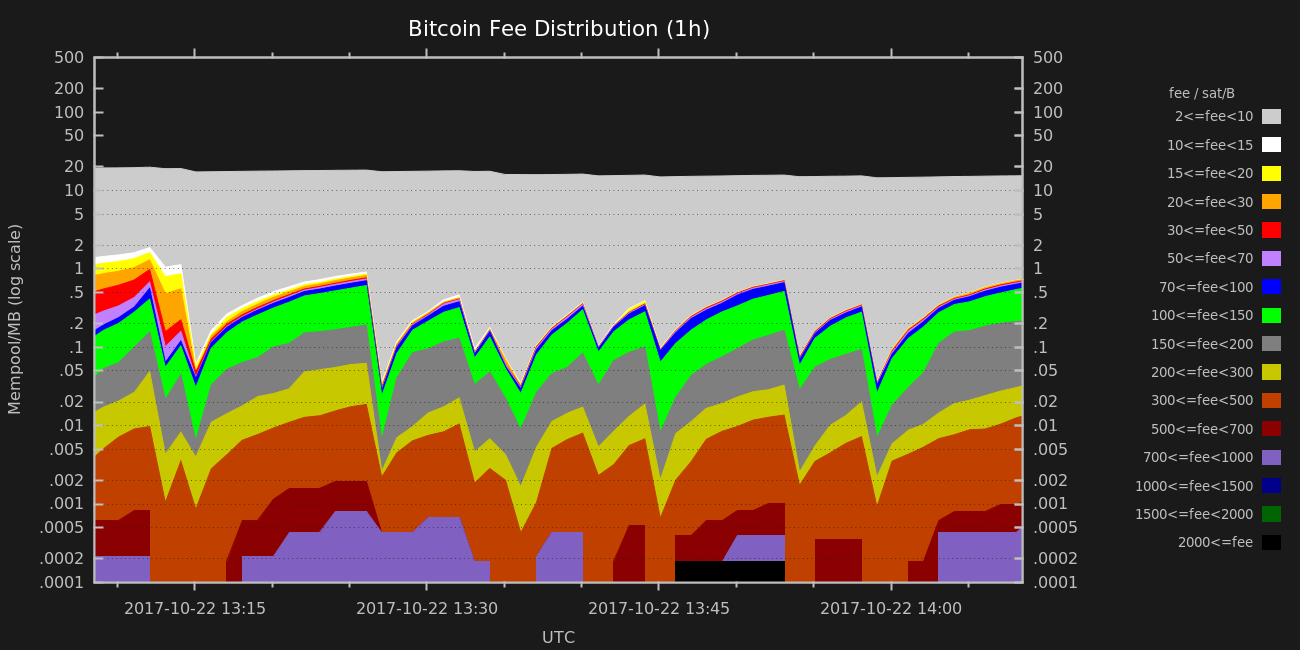 Bitcoin Fee Distribution (1h)
Mempool/MB (log scale)
500
200
100
50
20
10
5
2
1
.5
.2
.1
.05
.02
.01
.005
.002
.001
.0005
.0002
.0001
500
200
100
50
20
10
5
2
1
.5
.2
.1
.05
.02
.01
.005
.002
.001
.0005
.0002
.0001
2017-10-22 13:15 2017-10-22 13:30 2017-10-22 13:45 2017-10-22 14:00
UTC
fee / sat/B
2<=fee<10
10<=fee<15
15<=fee<20
20<=fee<30
30<=fee<50
50<=fee<70
70<=fee<100
100<=fee<150
150<=fee<200
200<=fee<300
300<=fee<500
500<=fee<700
700<=fee<1000
1000<=fee<1500
1500<=fee<2000
2000<=fee